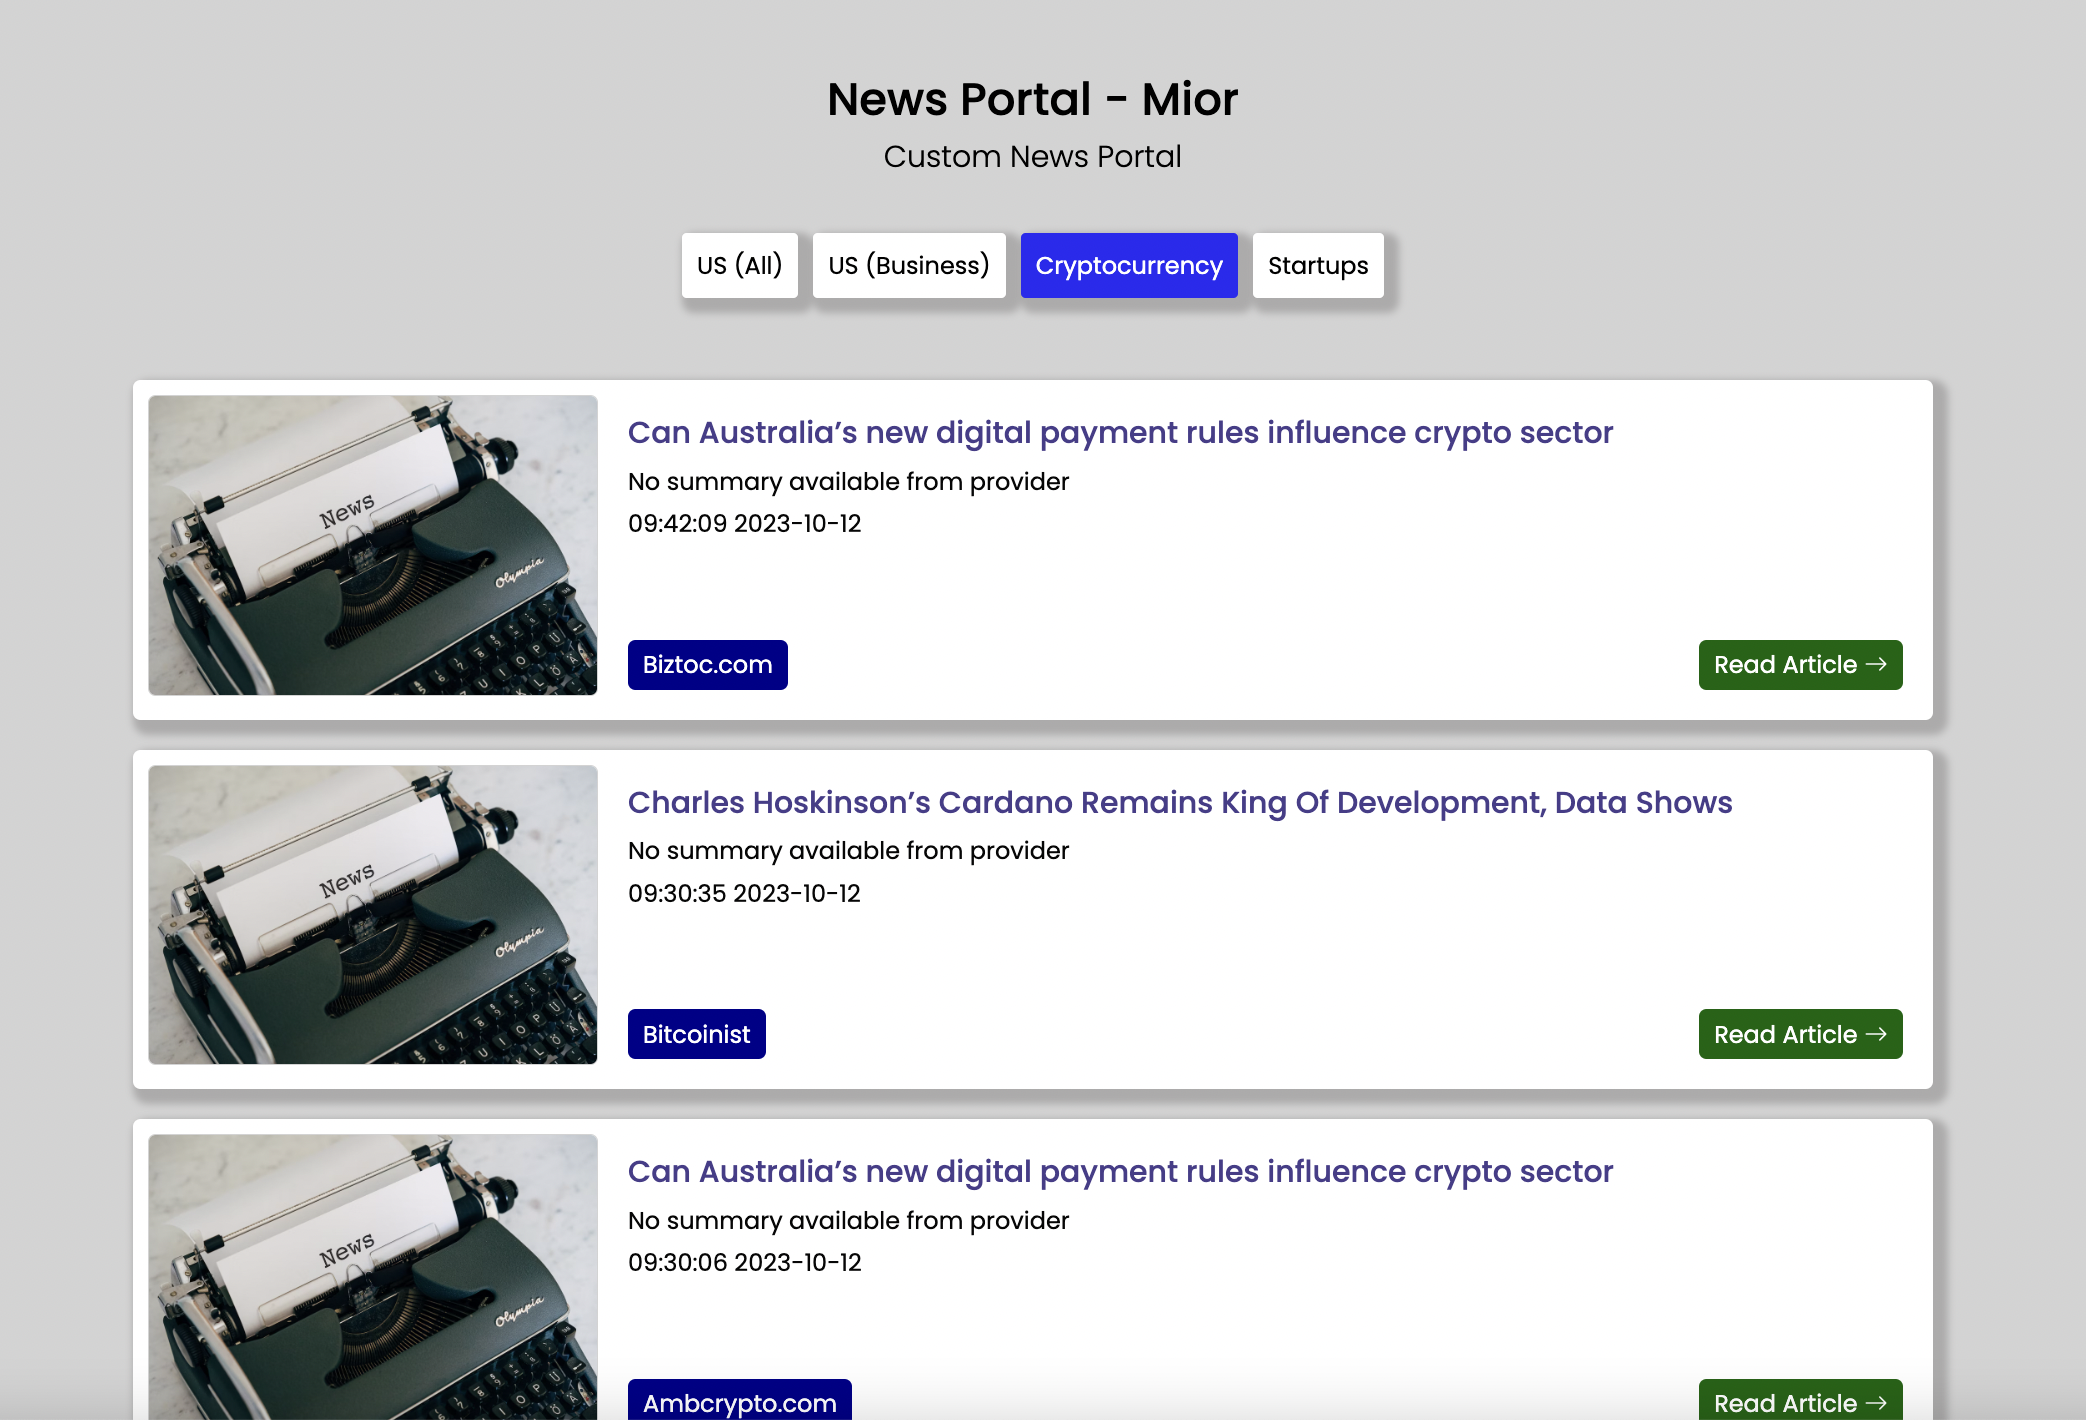 News Portal - Mior
Custom News Portal
US (All) US (Business) Cryptocurrency Startups
News
Olympia
Can Australia’s new digital payment rules influence crypto sector
No summary available from provider
09:42:09 2023-10-12
Biztoc.com
Read Article →
News
Olympia
Charles Hoskinson’s Cardano Remains King Of Development, Data Shows
No summary available from provider
09:30:35 2023-10-12
Bitcoinist
Read Article →
News
Olympia
Can Australia’s new digital payment rules influence crypto sector
No summary available from provider
09:30:06 2023-10-12
Ambcrypto.com
Read Article →